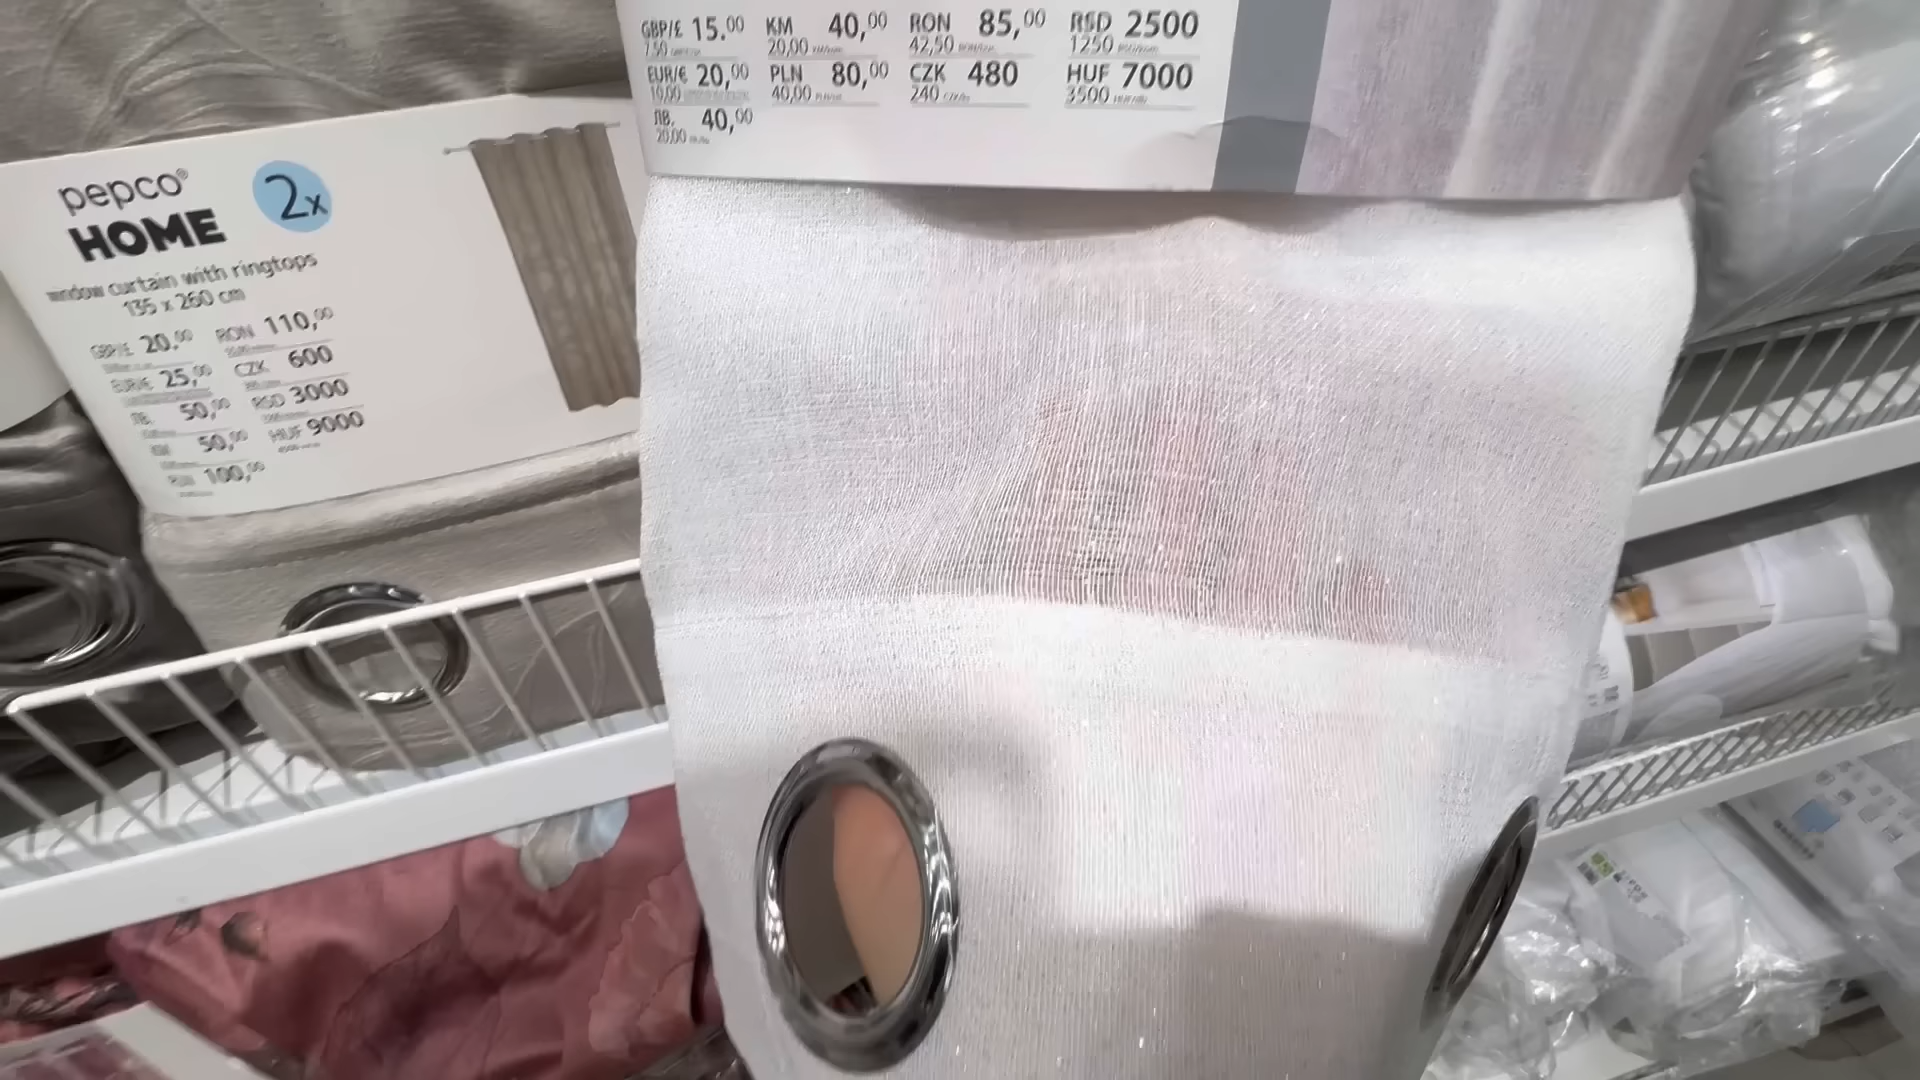 GBP/£ 15.00 KM 40,00 RON 85,00 RSD 2500
7.50 20,00 42,50 1250
EUR/€ 20,00 PLN 80,00 CZK 480 HUF 7000
10,00 40,00 240 3500
ЛВ. 40,00
20,00
pepco®
HOME
2x
window curtain with ringtops
135 x 260 cm
GBP/£ 20.00 RON 110,00
EUR/€ 25,00 CZK 600
ЛВ. 50,00 RSD 3000
KM 50,00 HUF 9000
PLN 100,00